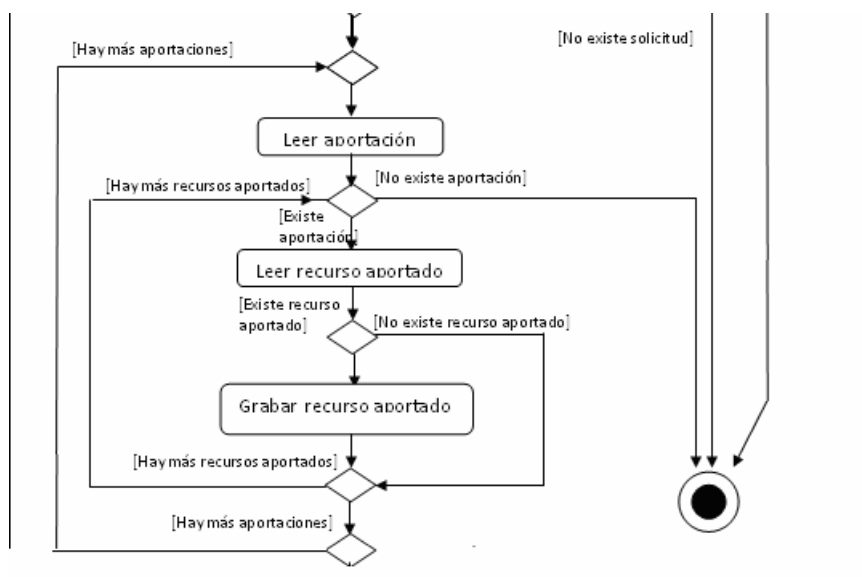 [No existe solicitud]
[Hay más aportaciones]
Leer aportación
[No existe aportación]
[Hay más recursos aportados]
[Existe
aportación]
Leer recurso aportado
[Existe recurso
aportado]
[No existe recurso aportado]
Grabar recurso aportado
[Hay más recursos aportados]
[Hay más aportaciones]